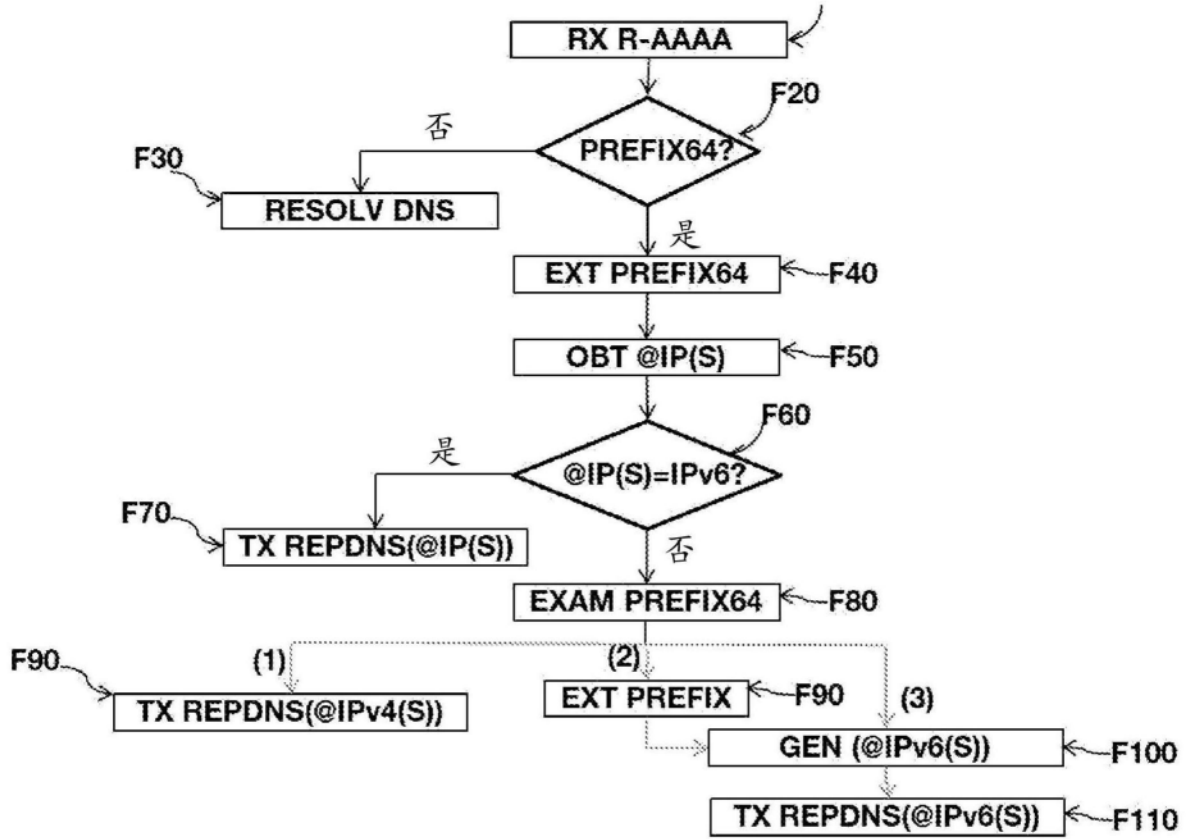 RX R-AAAA
F20
PREFIX64?
否
F30
RESOLV DNS
是
EXT PREFIX64
F40
OBT @IP(S)
F50
F60
@IP(S)=IPv6?
是
F70
TX REPDNS(@IP(S))
否
EXAM PREFIX64
F80
F90
(1)
(2)
(3)
TX REPDNS(@IPv4(S))
EXT PREFIX
F90
GEN (@IPv6(S))
F100
TX REPDNS(@IPv6(S))
F110